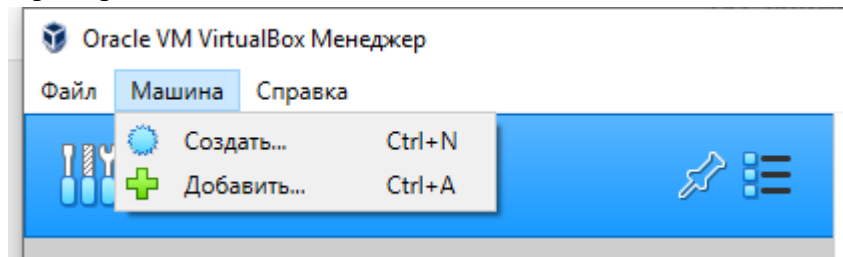 Oracle VM VirtualBox Менеджер
Файл Машина Справка
Создать... Ctrl+N
Добавить... Ctrl+A